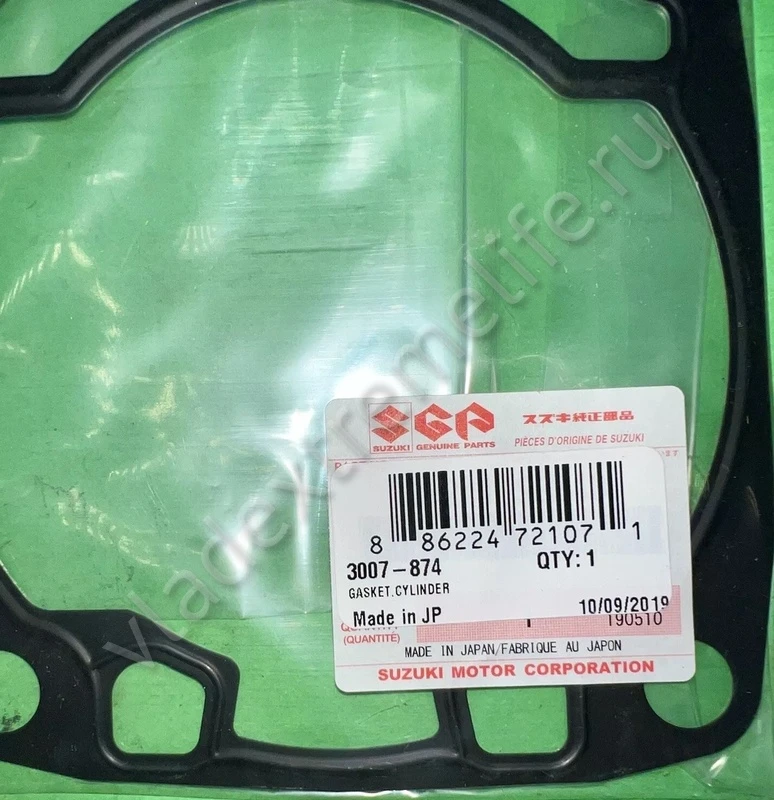 SGP
スズキ純正部品
SUZUKI GENUINE PARTS
PIÈCES D'ORIGINE DE SUZUKI
8 86224 72107 1
3007-874
QTY: 1
GASKET,CYLINDER
Made in JP
10/09/2019
190510
(QUANTITÉ)
MADE IN JAPAN/FABRIQUE AU JAPON
SUZUKI MOTOR CORPORATION
vladextremelife.ru